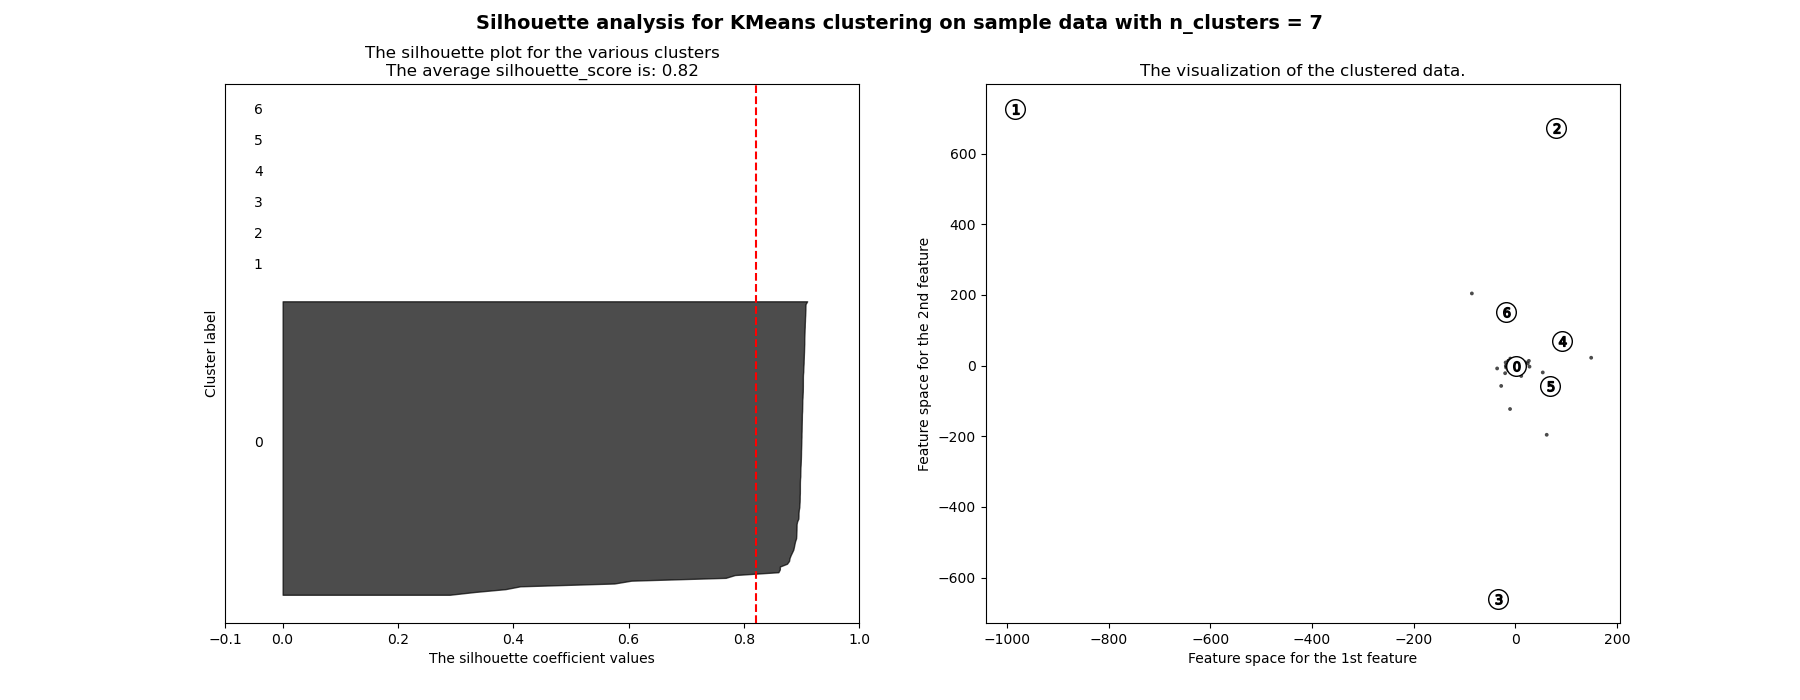 Silhouette analysis for KMeans clustering on sample data with n_clusters = 7
The silhouette plot for the various clusters
The average silhouette_score is: 0.82
6
5
4
3
2
1
0
Cluster label
−0.1 0.0 0.2 0.4 0.6 0.8 1.0
The silhouette coefficient values
The visualization of the clustered data.
600
400
200
0
−200
−400
−600
Feature space for the 2nd feature
1
2
6
4
0
5
3
−1000 −800 −600 −400 −200 0 200
Feature space for the 1st feature